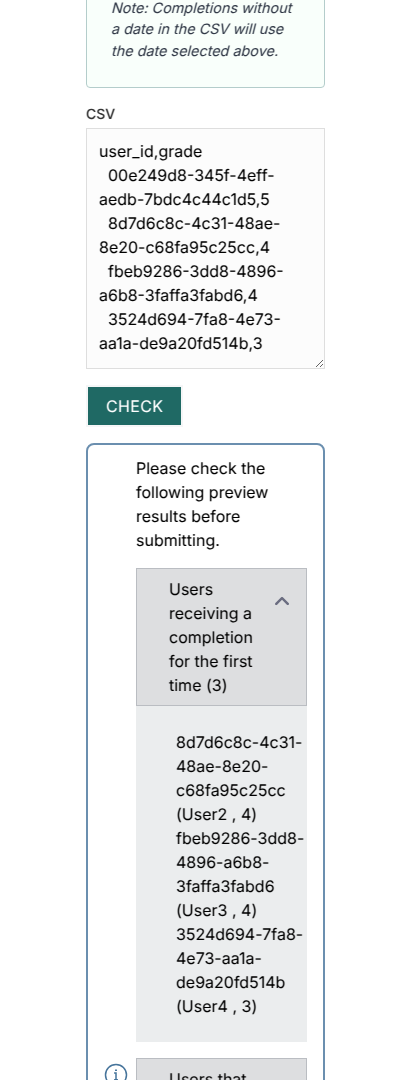 Note: Completions without
a date in the CSV will use
the date selected above.
CSV
user_id,grade
00e249d8-345f-4eff-
aedb-7bdc4c44c1d5,5
8d7d6c8c-4c31-48ae-
8e20-c68fa95c25cc,4
fbeb9286-3dd8-4896-
a6b8-3faffa3fabd6,4
3524d694-7fa8-4e73-
aa1a-de9a20fd514b,3
CHECK
Please check the
following preview
results before
submitting.
Users
receiving a
completion
for the first
time (3)
8d7d6c8c-4c31-
48ae-8e20-
c68fa95c25cc
(User2 , 4)
fbeb9286-3dd8-
4896-a6b8-
3faffa3fabd6
(User3 , 4)
3524d694-7fa8-
4e73-aa1a-
de9a20fd514b
(User4 , 3)
Users that